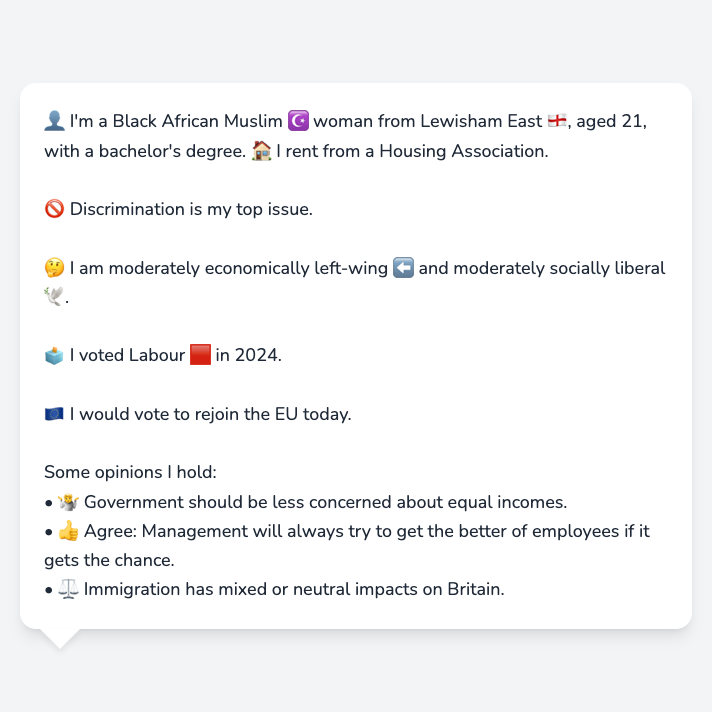 👤 I'm a Black African Muslim ☪️ woman from Lewisham East 🏴󠁧󠁢󠁥󠁮󠁧󠁿, aged 21,
with a bachelor's degree. 🏠 I rent from a Housing Association.
🚫 Discrimination is my top issue.
🤔 I am moderately economically left-wing ⬅️ and moderately socially liberal
🕊️.
🗳️ I voted Labour 🟥 in 2024.
🇪🇺 I would vote to rejoin the EU today.
Some opinions I hold:
• 🤷 Government should be less concerned about equal incomes.
• 👍 Agree: Management will always try to get the better of employees if it
gets the chance.
• ⚖️ Immigration has mixed or neutral impacts on Britain.